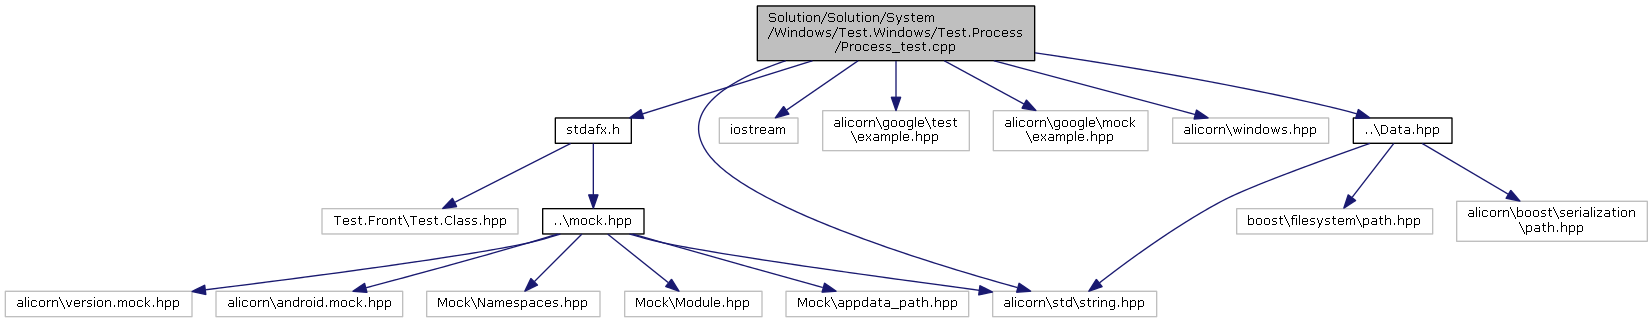 Solution/Solution/System
/Windows/Test.Windows/Test.Process
/Process_test.cpp
stdafx.h
iostream
alicorn\google\test
\example.hpp
alicorn\google\mock
\example.hpp
alicorn\windows.hpp
..\Data.hpp
Test.Front\Test.Class.hpp
..\mock.hpp
boost\filesystem\path.hpp
alicorn\boost\serialization
\path.hpp
alicorn\version.mock.hpp
alicorn\android.mock.hpp
Mock\Namespaces.hpp
Mock\Module.hpp
Mock\appdata_path.hpp
alicorn\std\string.hpp